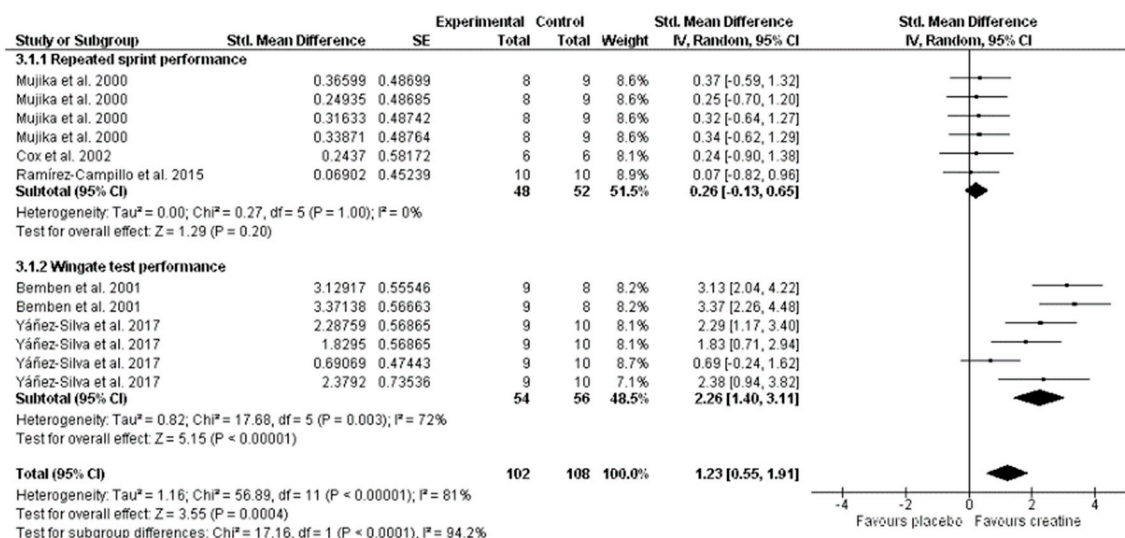 Experimental Control Std. Mean Difference Std. Mean Difference
Study or Subgroup Std. Mean Difference SE Total Total Weight IV, Random, 95% CI IV, Random, 95% CI
3.1.1 Repeated sprint performance
Mujika et al. 2000 0.36599 0.48699 8 9 8.6% 0.37 [-0.59, 1.32]
Mujika et al. 2000 0.24935 0.48685 8 9 8.6% 0.25 [-0.70, 1.20]
Mujika et al. 2000 0.31633 0.48742 8 9 8.6% 0.32 [-0.64, 1.27]
Mujika et al. 2000 0.33871 0.48764 8 9 8.6% 0.34 [-0.62, 1.29]
Cox et al. 2002 0.2437 0.58172 6 6 8.1% 0.24 [-0.90, 1.38]
Ramírez-Campillo et al. 2015 0.06902 0.45239 10 10 8.9% 0.07 [-0.82, 0.96]
Subtotal (95% CI) 48 52 51.5% 0.26 [-0.13, 0.65]
Heterogeneity: Tau² = 0.00; Chi² = 0.27, df = 5 (P = 1.00); I² = 0%
Test for overall effect: Z = 1.29 (P = 0.20)
3.1.2 Wingate test performance
Bemben et al. 2001 3.12917 0.55546 9 8 8.2% 3.13 [2.04, 4.22]
Bemben et al. 2001 3.37138 0.56663 9 8 8.2% 3.37 [2.26, 4.48]
Yáñez-Silva et al. 2017 2.28759 0.56865 9 10 8.1% 2.29 [1.17, 3.40]
Yáñez-Silva et al. 2017 1.8295 0.56865 9 10 8.1% 1.83 [0.71, 2.94]
Yáñez-Silva et al. 2017 0.69069 0.47443 9 10 8.7% 0.69 [-0.24, 1.62]
Yáñez-Silva et al. 2017 2.3792 0.73536 9 10 7.1% 2.38 [0.94, 3.82]
Subtotal (95% CI) 54 56 48.5% 2.26 [1.40, 3.11]
Heterogeneity: Tau² = 0.82; Chi² = 17.68, df = 5 (P = 0.003); I² = 72%
Test for overall effect: Z = 5.15 (P < 0.00001)
Total (95% CI) 102 108 100.0% 1.23 [0.55, 1.91]
Heterogeneity: Tau² = 1.16; Chi² = 56.89, df = 11 (P < 0.00001); I² = 81%
Test for overall effect: Z = 3.55 (P = 0.0004)
Test for subgroup differences: Chi² = 17.16, df = 1 (P < 0.0001), I² = 94.2%
-4 -2 0 2 4
Favours placebo Favours creatine